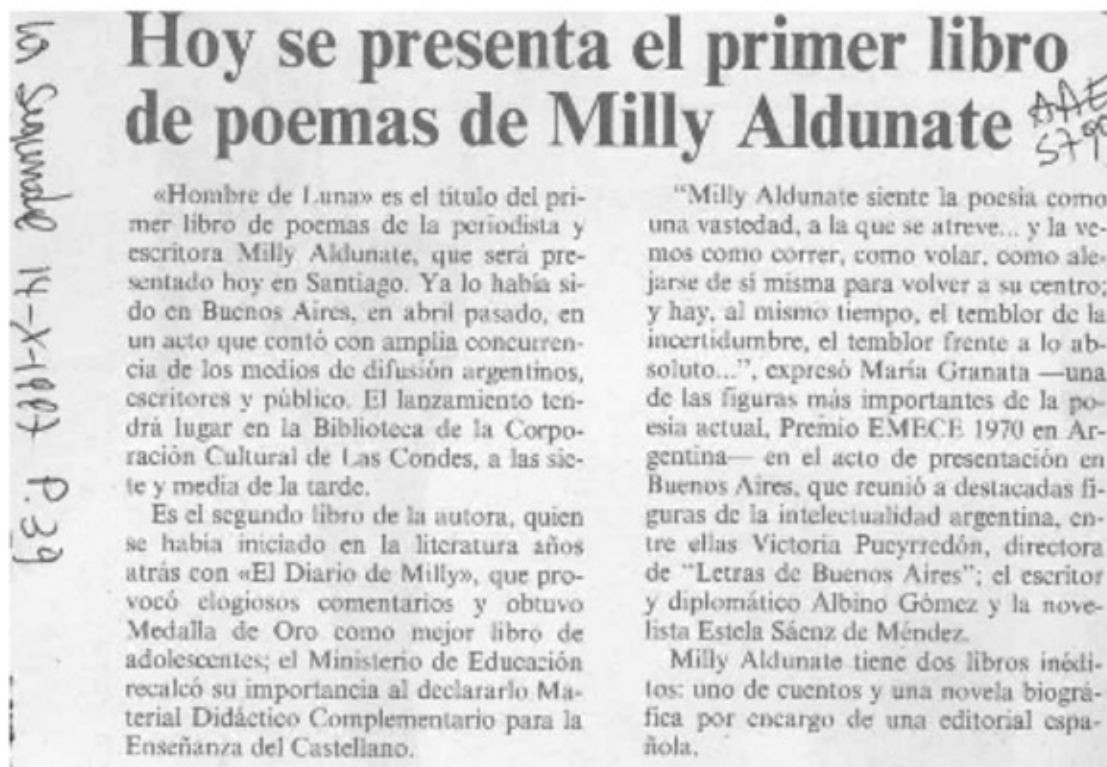 Hoy se presenta el primer libro
de poemas de Milly Aldunate
AAE
579
La Segunda 14-X-1997 P. 39
«Hombre de Luna» es el título del pri-
mer libro de poemas de la periodista y
escritora Milly Aldunate, que será pre-
sentado hoy en Santiago. Ya lo había si-
do en Buenos Aires, en abril pasado, en
un acto que contó con amplia concurren-
cia de los medios de difusión argentinos,
escritores y público. El lanzamiento ten-
drá lugar en la Biblioteca de la Corpo-
ración Cultural de Las Condes, a las sie-
te y media de la tarde.
Es el segundo libro de la autora, quien
se había iniciado en la literatura años
atrás con «El Diario de Milly», que pro-
vocó elogiosos comentarios y obtuvo
Medalla de Oro como mejor libro de
adolescentes; el Ministerio de Educación
recalcó su importancia al declararlo Ma-
terial Didáctico Complementario para la
Enseñanza del Castellano.
"Milly Aldunate siente la poesía como
una vastedad, a la que se atreve... y la ve-
mos como correr, como volar, como ale-
jarse de sí misma para volver a su centro;
y hay, al mismo tiempo, el temblor de la
incertidumbre, el temblor frente a lo ab-
soluto...", expresó María Granata —una
de las figuras más importantes de la po-
esía actual, Premio EMECE 1970 en Ar-
gentina— en el acto de presentación en
Buenos Aires, que reunió a destacadas fi-
guras de la intelectualidad argentina, en-
tre ellas Victoria Pueyrredón, directora
de "Letras de Buenos Aires"; el escritor
y diplomático Albino Gómez y la nove-
lista Estela Sáenz de Méndez.
Milly Aldunate tiene dos libros inédi-
tos: uno de cuentos y una novela biográ-
fica por encargo de una editorial espa-
ñola.